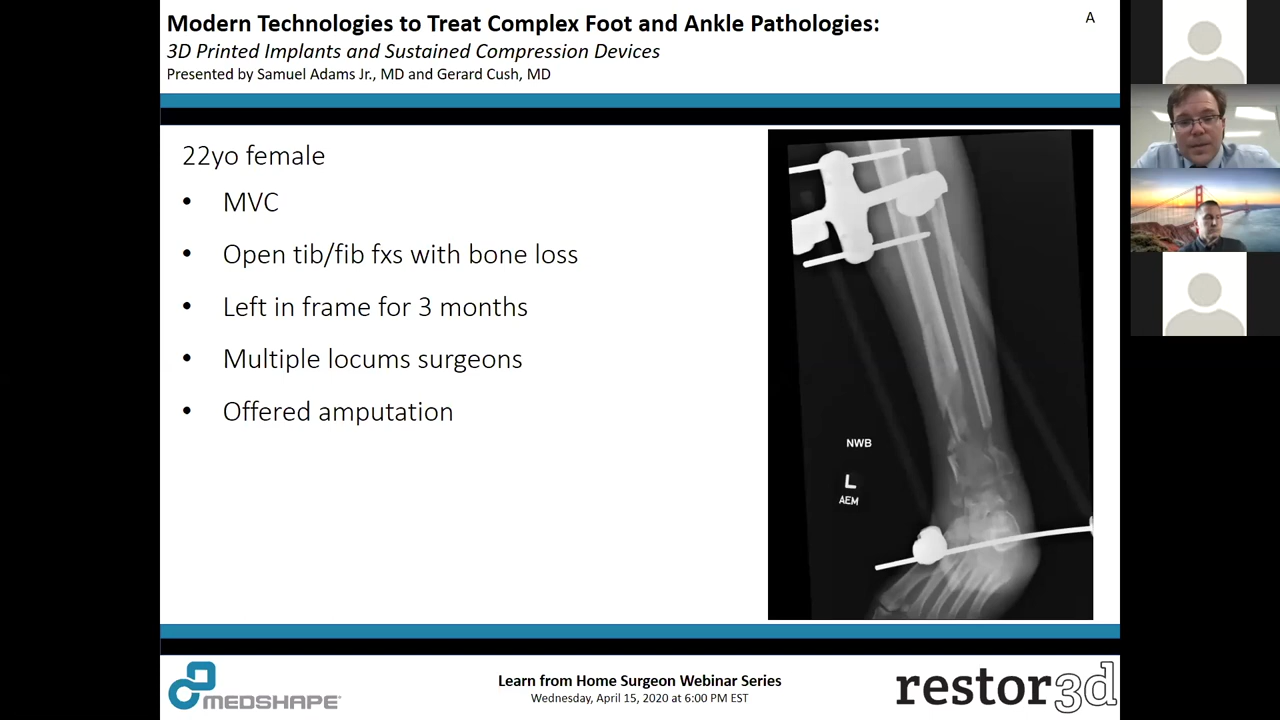 Modern Technologies to Treat Complex Foot and Ankle Pathologies:
A
3D Printed Implants and Sustained Compression Devices
Presented by Samuel Adams Jr., MD and Gerard Cush, MD
22yo female
• MVC
• Open tib/fib fxs with bone loss
• Left in frame for 3 months
• Multiple locums surgeons
• Offered amputation
NWB
L
AEM
MEDSHAPE
Learn from Home Surgeon Webinar Series
Wednesday, April 15, 2020 at 6:00 PM EST
restor3d